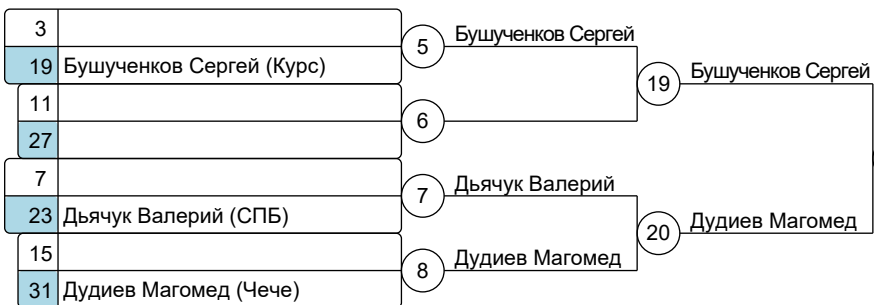 3
5
Бушученков Сергей
19 Бушученков Сергей (Курс)
19
Бушученков Сергей
11
6
27
7
7
Дьячук Валерий
23 Дьячук Валерий (СПБ)
20
Дудиев Магомед
15
8
Дудиев Магомед
31 Дудиев Магомед (Чече)